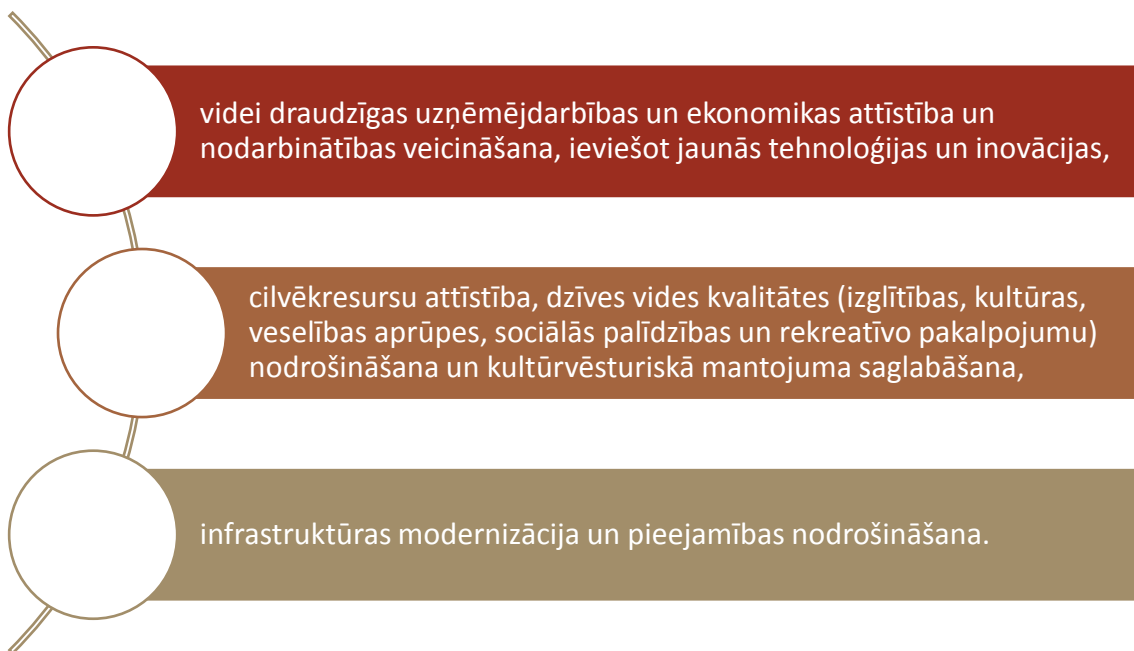 videi draudzīgas uzņēmējdarbības un ekonomikas attīstība un
nodarbinātības veicināšana, ieviešot jaunās tehnoloģijas un inovācijas,
cilvēkresursu attīstība, dzīves vides kvalitātes (izglītības, kultūras,
veselības aprūpes, sociālās palīdzības un rekreatīvo pakalpojumu)
nodrošināšana un kultūrvēsturiskā mantojuma saglabāšana,
infrastruktūras modernizācija un pieejamības nodrošināšana.